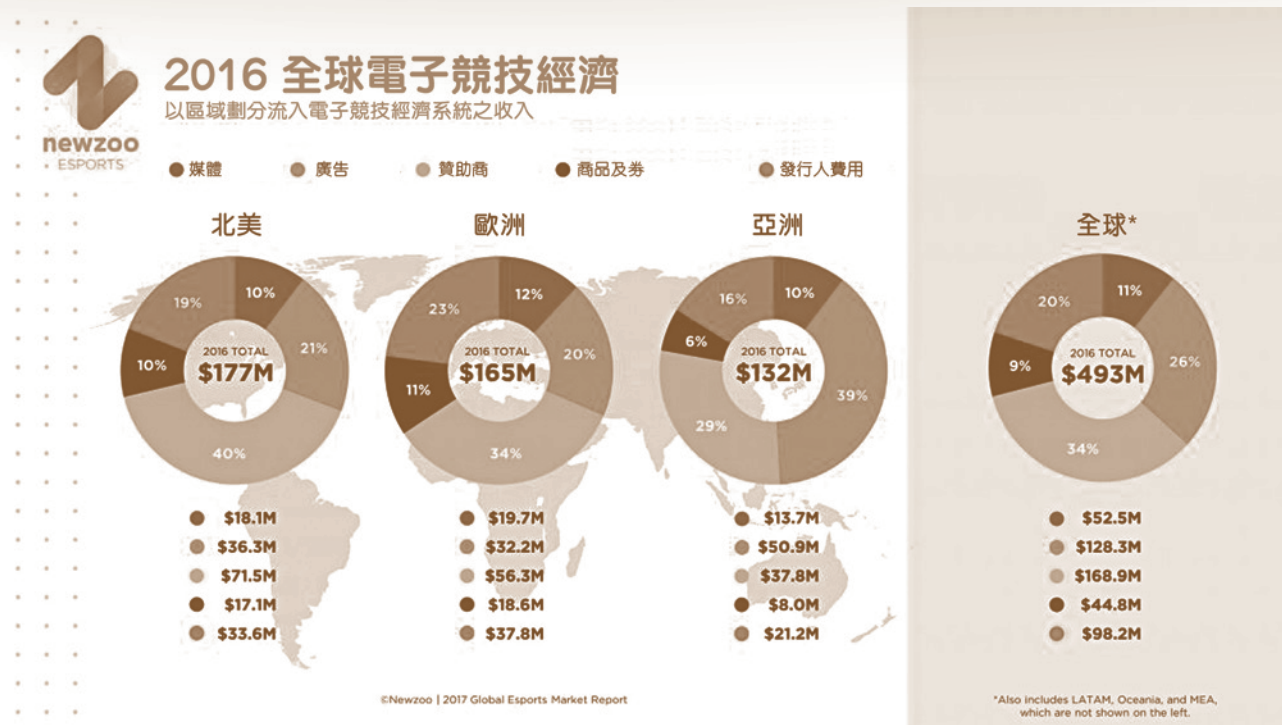 2016 全球電子競技經濟
以區域劃分流入電子競技經濟系統之收入
newzoo
ESPORTS
媒體 廣告 贊助商 商品及券 發行人費用
北美
10%
21%
40%
10%
19%
2016 TOTAL
$177M
$18.1M
$36.3M
$71.5M
$17.1M
$33.6M
歐洲
12%
20%
34%
11%
23%
2016 TOTAL
$165M
$19.7M
$32.2M
$56.3M
$18.6M
$37.8M
亞洲
10%
39%
29%
6%
16%
2016 TOTAL
$132M
$13.7M
$50.9M
$37.8M
$8.0M
$21.2M
全球*
11%
26%
34%
9%
20%
2016 TOTAL
$493M
$52.5M
$128.3M
$168.9M
$44.8M
$98.2M
©Newzoo | 2017 Global Esports Market Report
*Also includes LATAM, Oceania, and MEA,
which are not shown on the left.